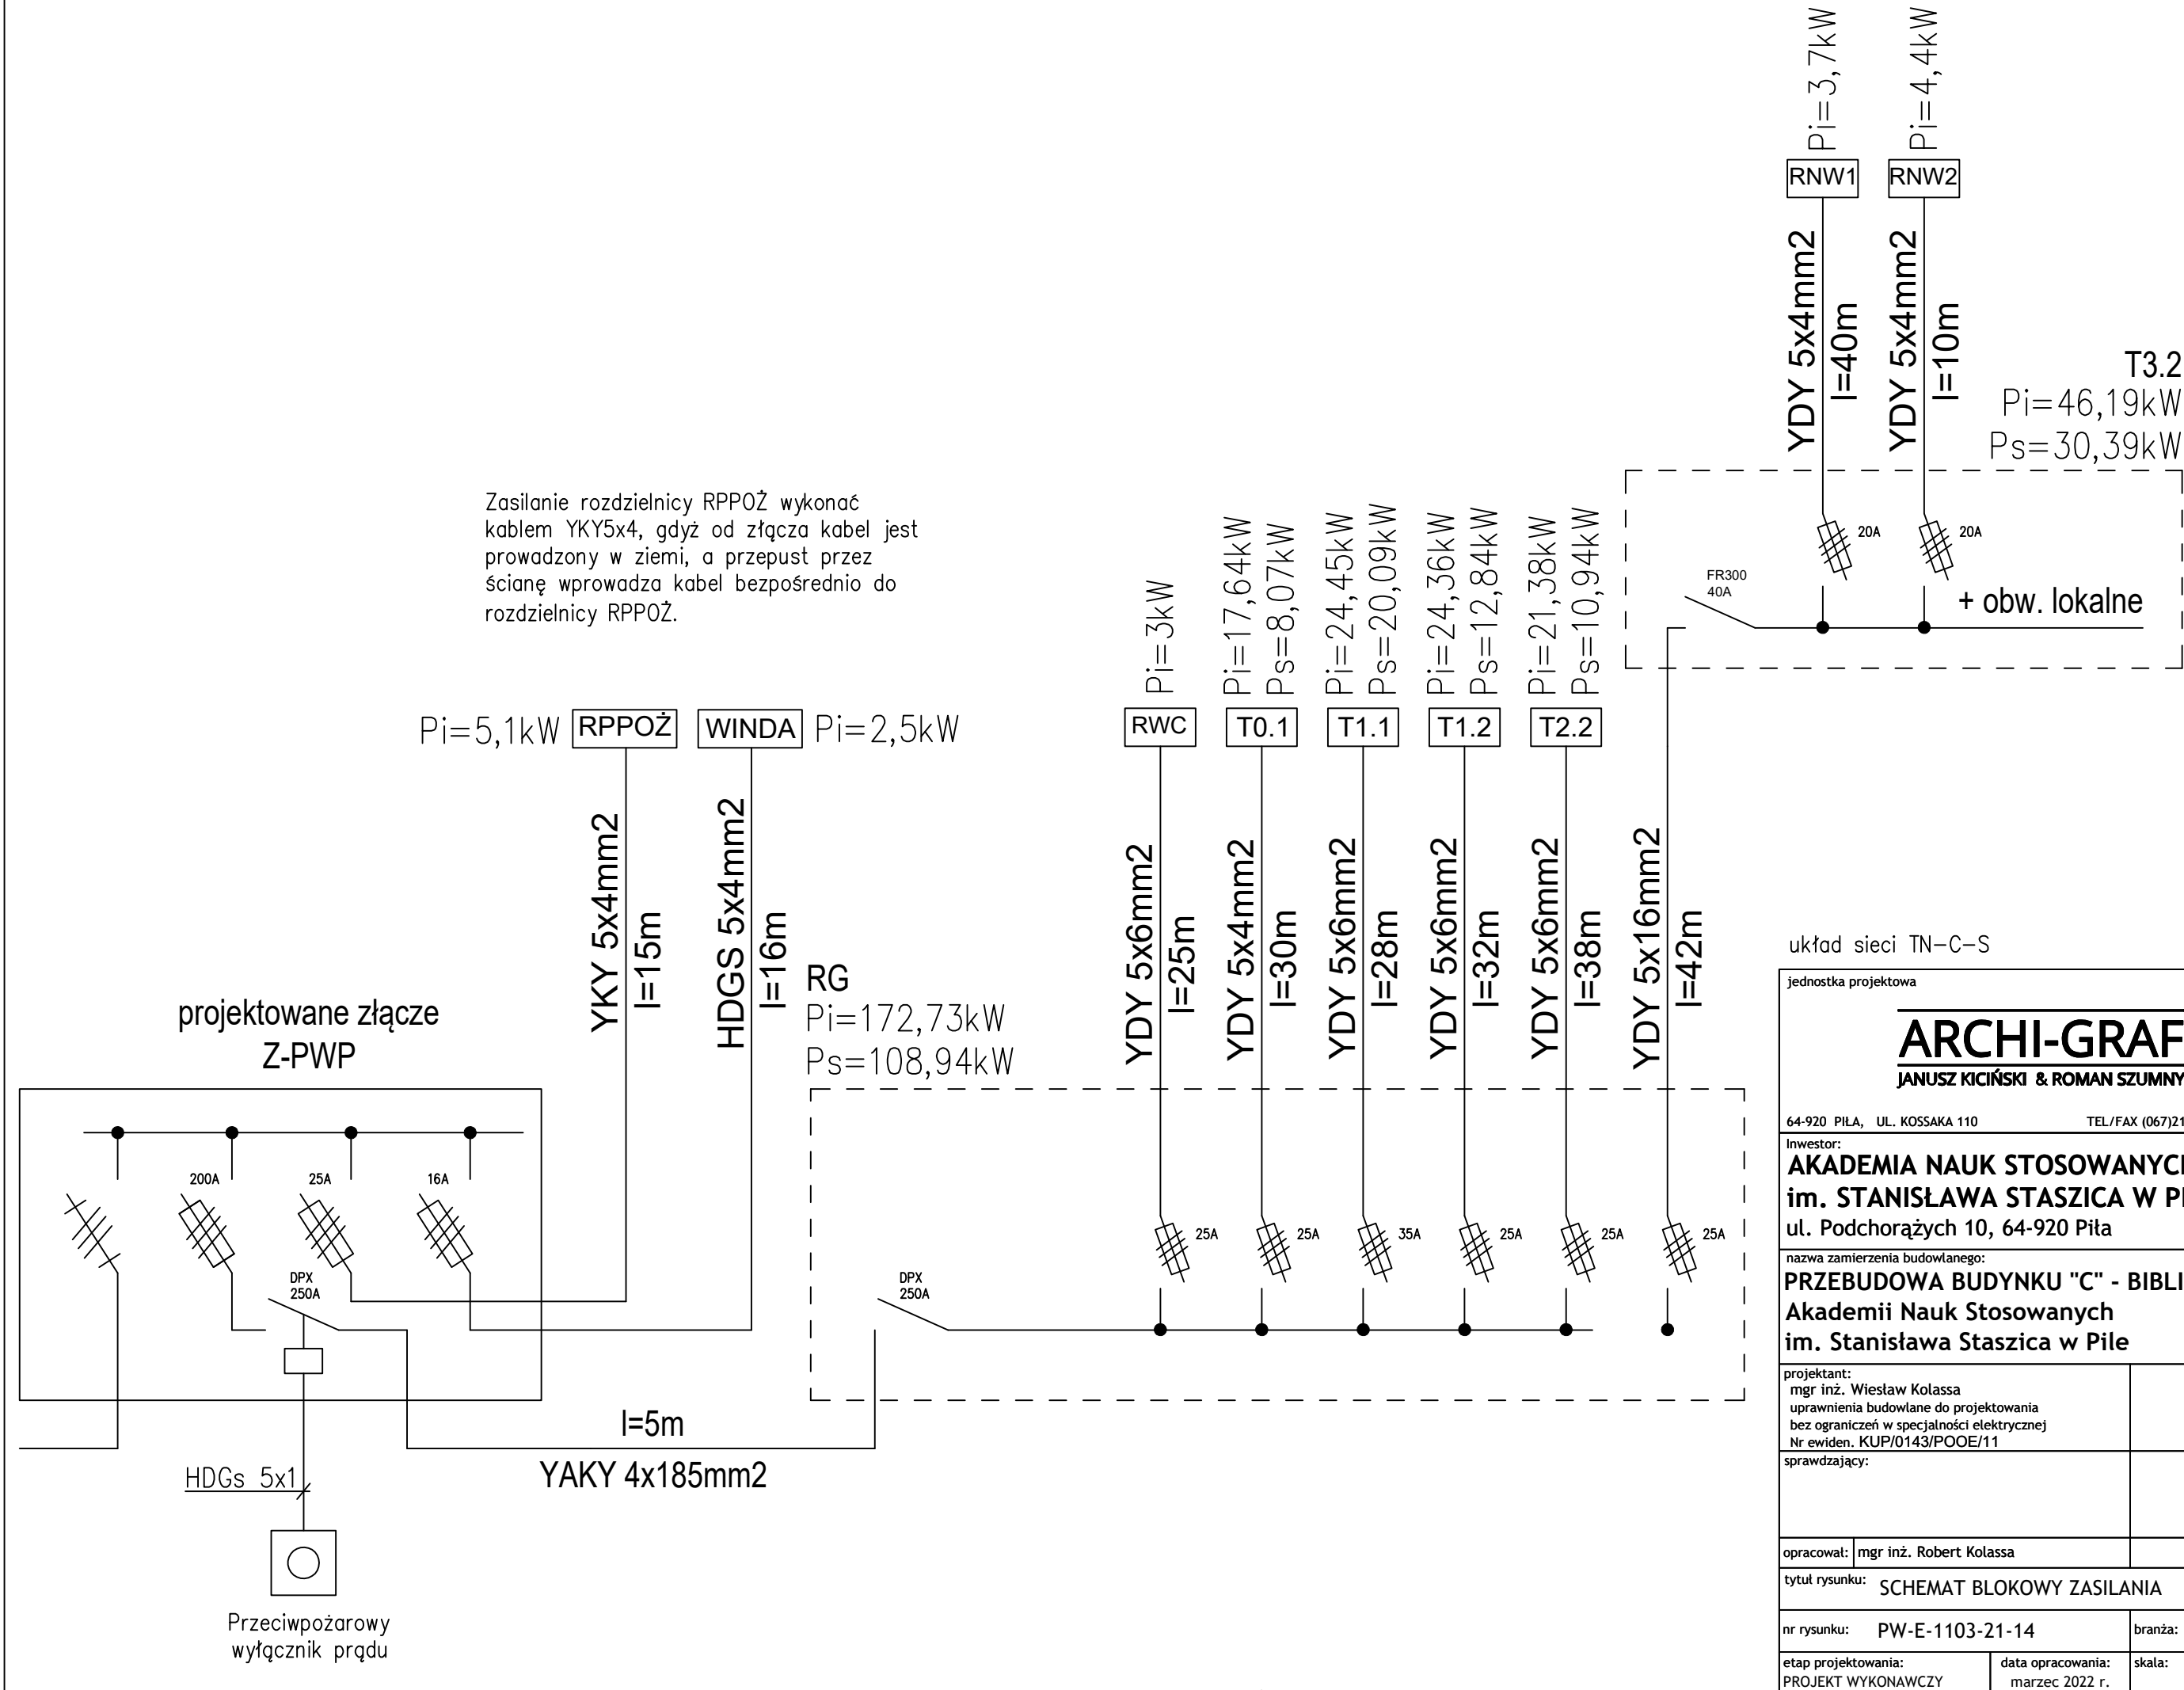 Pi=3,7kW
Pi=4,4kW
RNW1
RNW2
YDY 5x4mm2
l=40m
YDY 5x4mm2
l=10m
T3.2
Pi=46,19kW
Ps=30,39kW
20A
20A
FR300
40A
+ obw. lokalne
Zasilanie rozdzielnicy RPPOŻ wykonać
kablem YKY5x4, gdyż od złącza kabel jest
prowadzony w ziemi, a przepust przez
ścianę wprowadza kabel bezpośrednio do
rozdzielnicy RPPOŻ.
Pi=3kW
Pi=17,64kW
Ps=8,07kW
Pi=24,45kW
Ps=20,09kW
Pi=24,36kW
Ps=12,84kW
Pi=21,38kW
Ps=10,94kW
Pi=5,1kW
RPPOŻ
WINDA
Pi=2,5kW
RWC
T0.1
T1.1
T1.2
T2.2
YKY 5x4mm2
l=15m
HDGS 5x4mm2
l=16m
YDY 5x6mm2
l=25m
YDY 5x4mm2
l=30m
YDY 5x6mm2
l=28m
YDY 5x6mm2
l=32m
YDY 5x6mm2
l=38m
YDY 5x16mm2
l=42m
RG
Pi=172,73kW
Ps=108,94kW
projektowane złącze
Z-PWP
200A
25A
16A
DPX
250A
DPX
250A
25A
25A
35A
25A
25A
25A
l=5m
YAKY 4x185mm2
HDGs 5x1
Przeciwpożarowy
wyłącznik prądu
układ sieci TN-C-S
jednostka projektowa
ARCHI-GRAF
JANUSZ KICIŃSKI & ROMAN SZUMNY
64-920 PIŁA, UL. KOSSAKA 110 TEL/FAX (067)21
Inwestor:
AKADEMIA NAUK STOSOWANYCH
im. STANISŁAWA STASZICA W PI
ul. Podchorążych 10, 64-920 Piła
nazwa zamierzenia budowlanego:
PRZEBUDOWA BUDYNKU "C" - BIBLI
Akademii Nauk Stosowanych
im. Stanisława Staszica w Pile
projektant:
mgr inż. Wiesław Kolassa
uprawnienia budowlane do projektowania
bez ograniczeń w specjalności elektrycznej
Nr ewiden. KUP/0143/POOE/11
sprawdzający:
opracował: mgr inż. Robert Kolassa
tytuł rysunku: SCHEMAT BLOKOWY ZASILANIA
nr rysunku: PW-E-1103-21-14 branża:
etap projektowania: data opracowania: skala:
PROJEKT WYKONAWCZY marzec 2022 r.